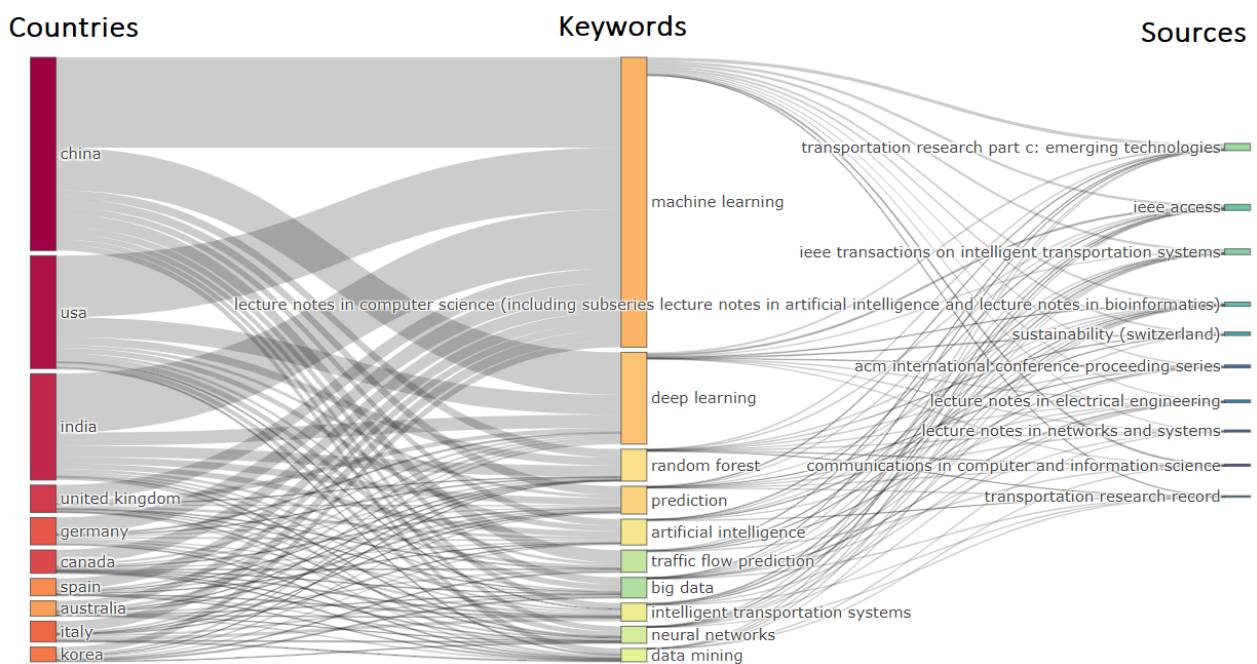 Countries
Keywords
Sources
china
usa
india
united kingdom
germany
canada
spain
australia
italy
korea
machine learning
deep learning
random forest
prediction
artificial intelligence
traffic flow prediction
big data
intelligent transportation systems
neural networks
data mining
transportation research part c: emerging technologies
ieee access
ieee transactions on intelligent transportation systems
lecture notes in computer science (including subseries lecture notes in artificial intelligence and lecture notes in bioinformatics)
sustainability (switzerland)
acm international conference proceeding series
lecture notes in electrical engineering
lecture notes in networks and systems
communications in computer and information science
transportation research record